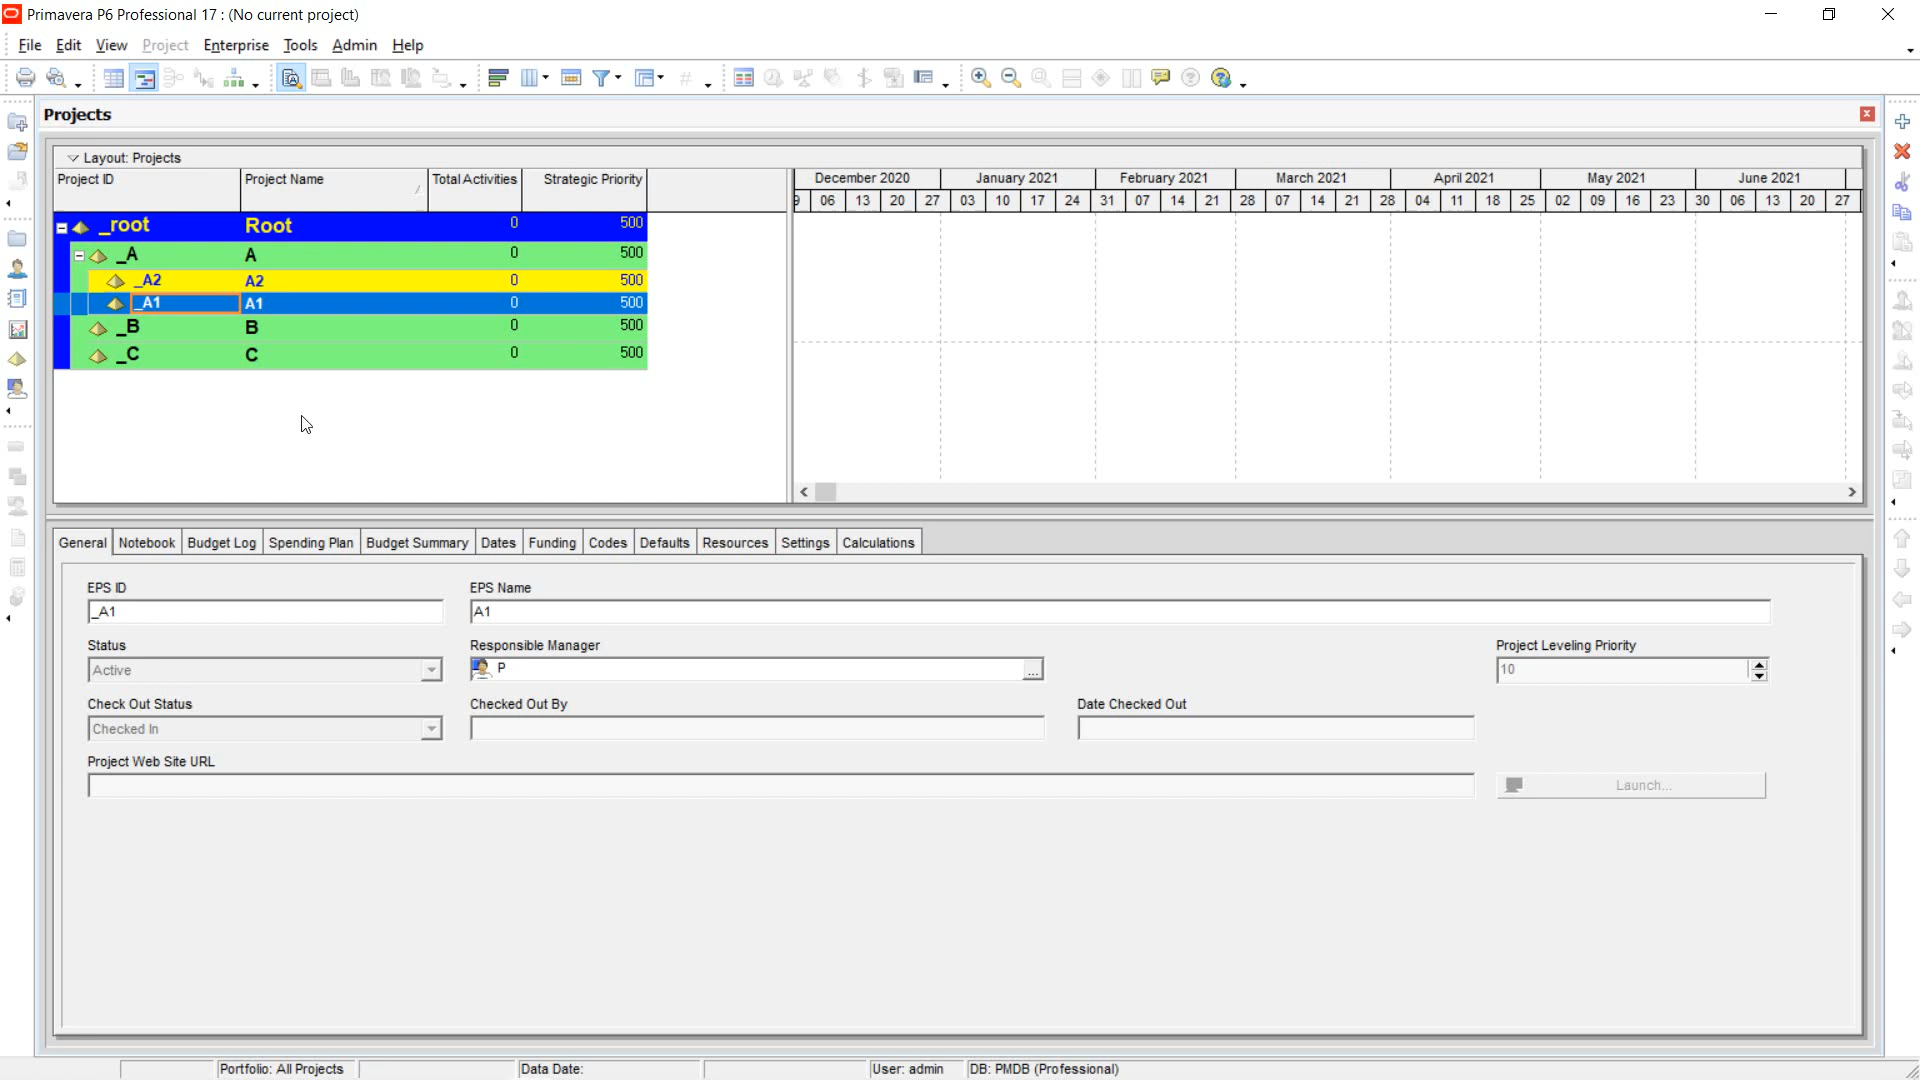 Primavera P6 Professional 17 : (No current project)
File Edit View Project Enterprise Tools Admin Help
Projects
Layout: Projects
Project ID Project Name Total Activities Strategic Priority
December 2020 January 2021 February 2021 March 2021 April 2021 May 2021 June 2021
9 06 13 20 27 03 10 17 24 31 07 14 21 28 07 14 21 28 04 11 18 25 02 09 16 23 30 06 13 20 27
_root Root 0 500
_A A 0 500
_A2 A2 0 500
_A1 A1 0 500
_B B 0 500
_C C 0 500
General Notebook Budget Log Spending Plan Budget Summary Dates Funding Codes Defaults Resources Settings Calculations
EPS ID EPS Name
_A1 A1
Status Responsible Manager Project Leveling Priority
Active P ... 10
Check Out Status Checked Out By Date Checked Out
Checked In
Project Web Site URL
Launch...
Portfolio: All Projects Data Date: User: admin DB: PMDB (Professional)